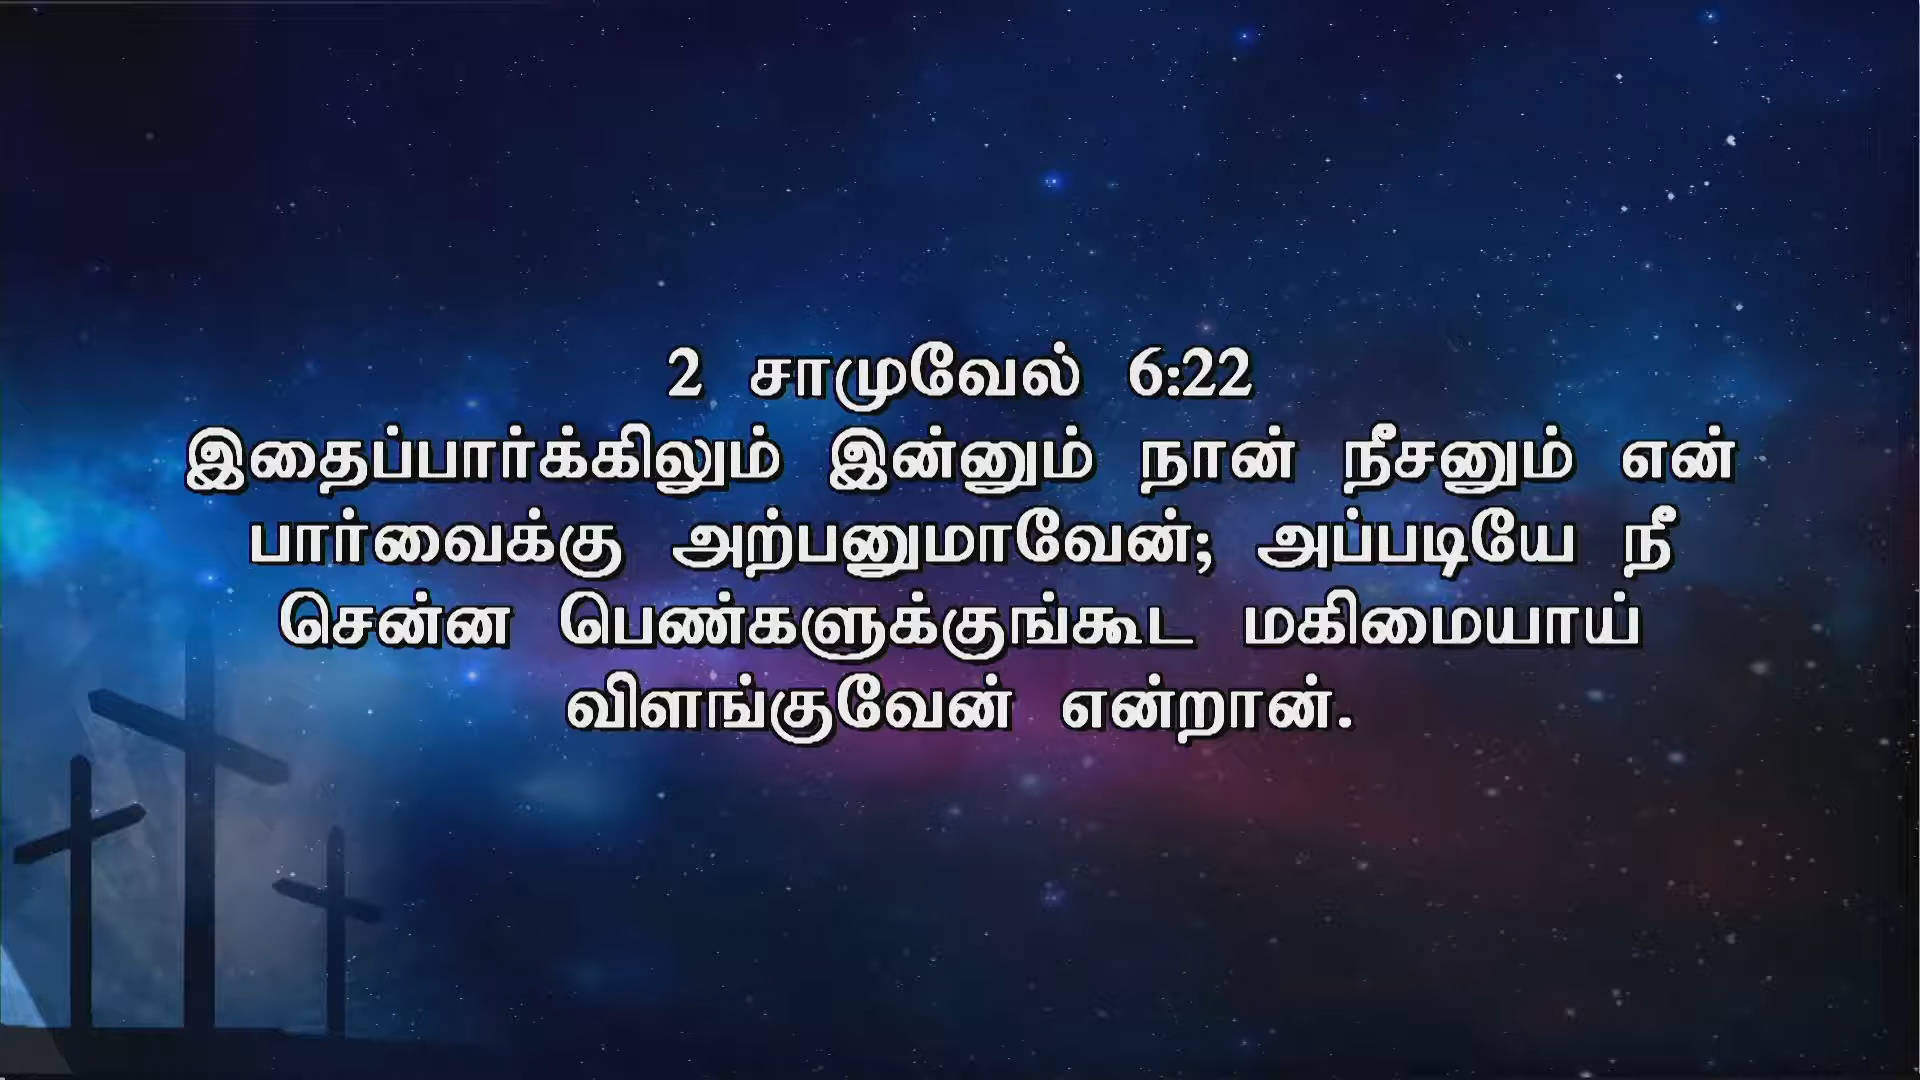 2 சாமுவேல் 6:22
இதைப்பார்க்கிலும் இன்னும் நான் நீசனும் என்
பார்வைக்கு அற்பனுமாவேன்; அப்படியே நீ
சென்ன பெண்களுக்குங்கூட மகிமையாய்
விளங்குவேன் என்றான்.